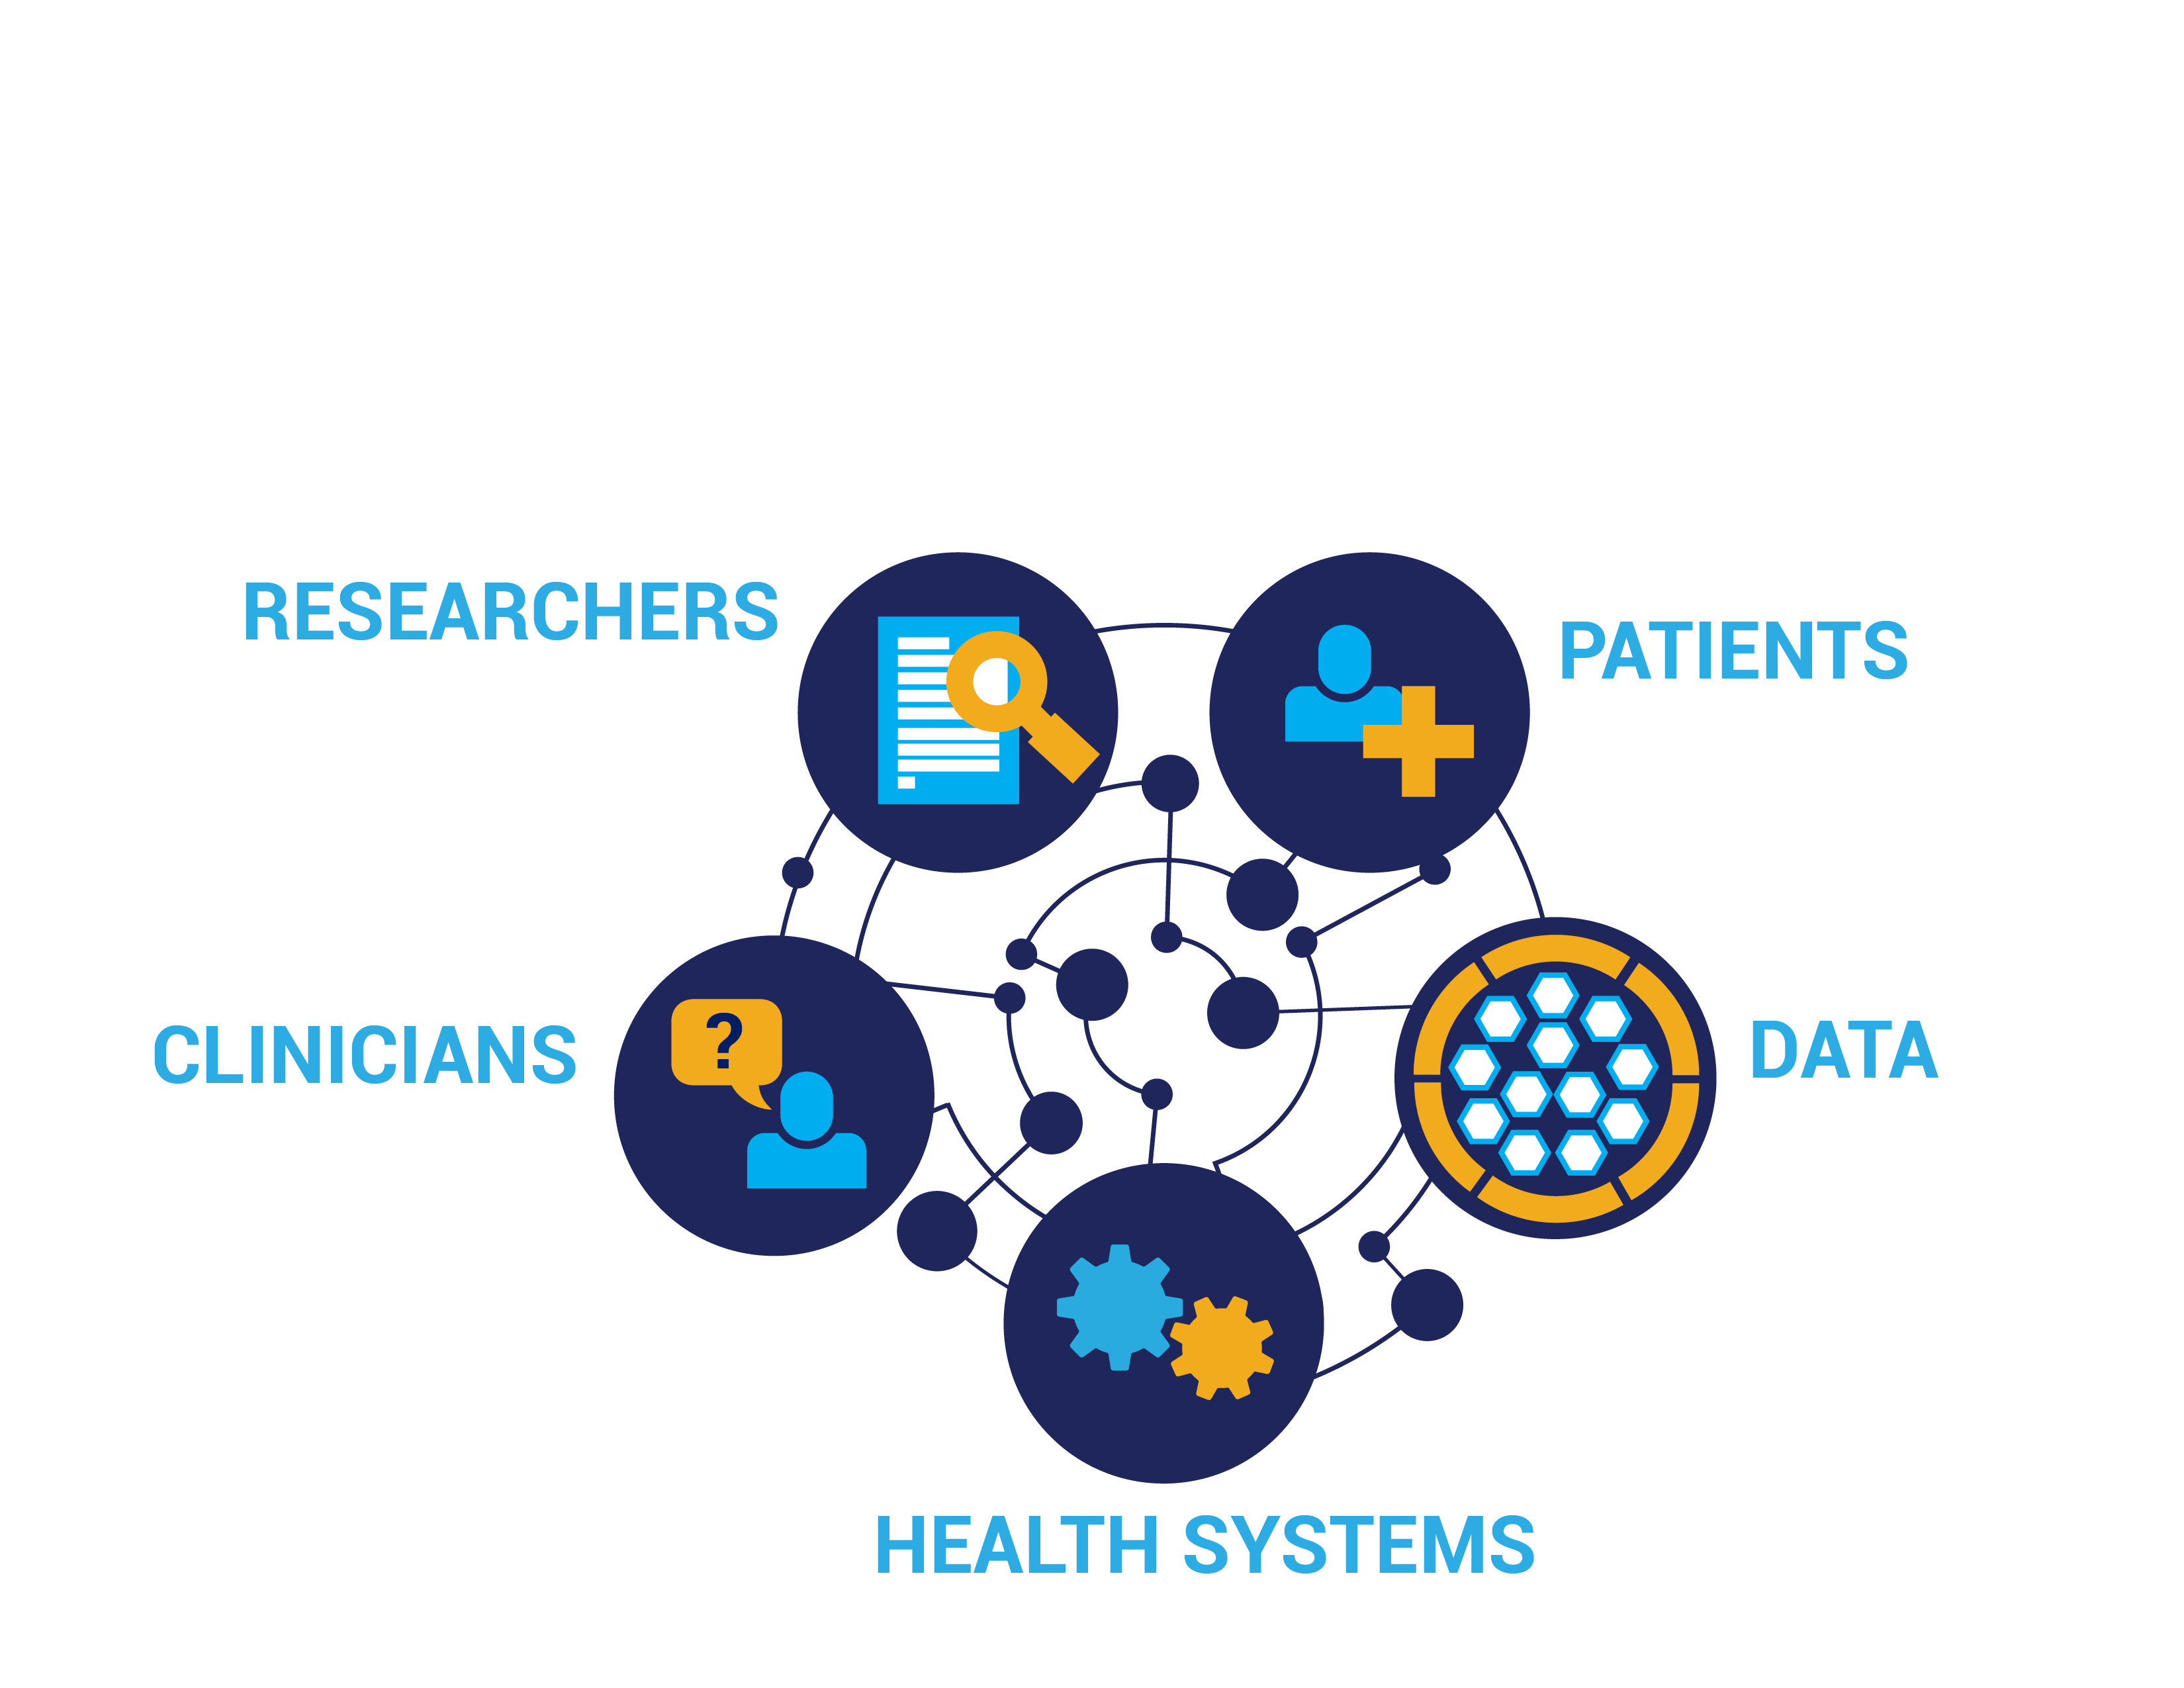 RESEARCHERS
PATIENTS
CLINICIANS
?
DATA
HEALTH SYSTEMS